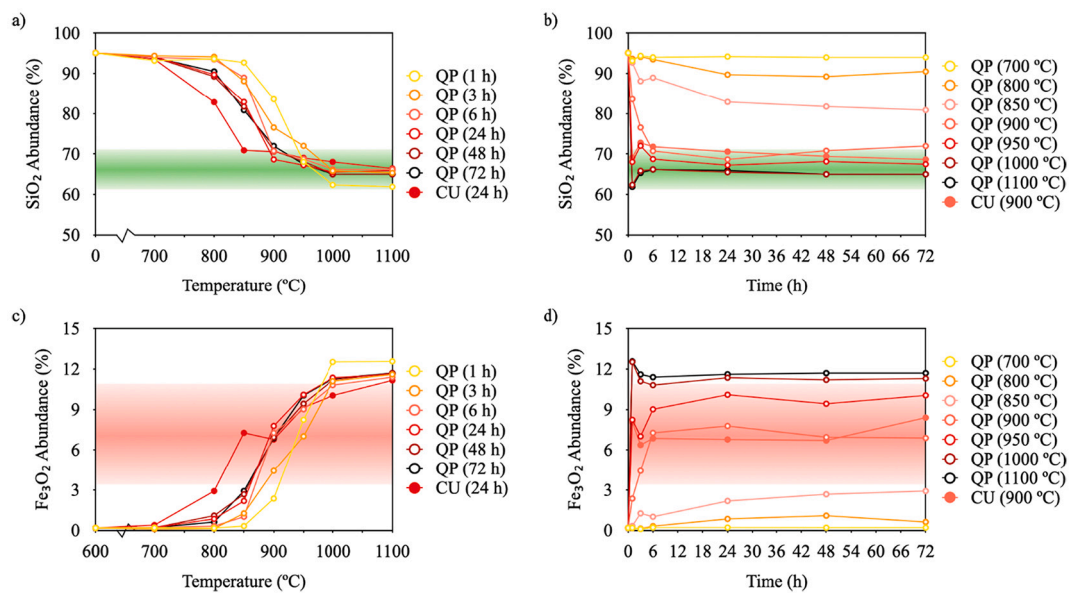 a)
100
90
80
70
60
50
SiO2 Abundance (%)
0 700 800 900 1000 1100
Temperature (ºC)
QP (1 h)
QP (3 h)
QP (6 h)
QP (24 h)
QP (48 h)
QP (72 h)
CU (24 h)
b)
100
90
80
70
60
50
SiO2 Abundance (%)
0 6 12 18 24 30 36 42 48 54 60 66 72
Time (h)
QP (700 ºC)
QP (800 ºC)
QP (850 ºC)
QP (900 ºC)
QP (950 ºC)
QP (1000 ºC)
QP (1100 ºC)
CU (900 ºC)
c)
15
12
9
6
3
0
Fe3O2 Abundance (%)
600 700 800 900 1000 1100
Temperature (ºC)
QP (1 h)
QP (3 h)
QP (6 h)
QP (24 h)
QP (48 h)
QP (72 h)
CU (24 h)
d)
15
12
9
6
3
0
Fe3O2 Abundance (%)
0 6 12 18 24 30 36 42 48 54 60 66 72
Time (h)
QP (700 ºC)
QP (800 ºC)
QP (850 ºC)
QP (900 ºC)
QP (950 ºC)
QP (1000 ºC)
QP (1100 ºC)
CU (900 ºC)